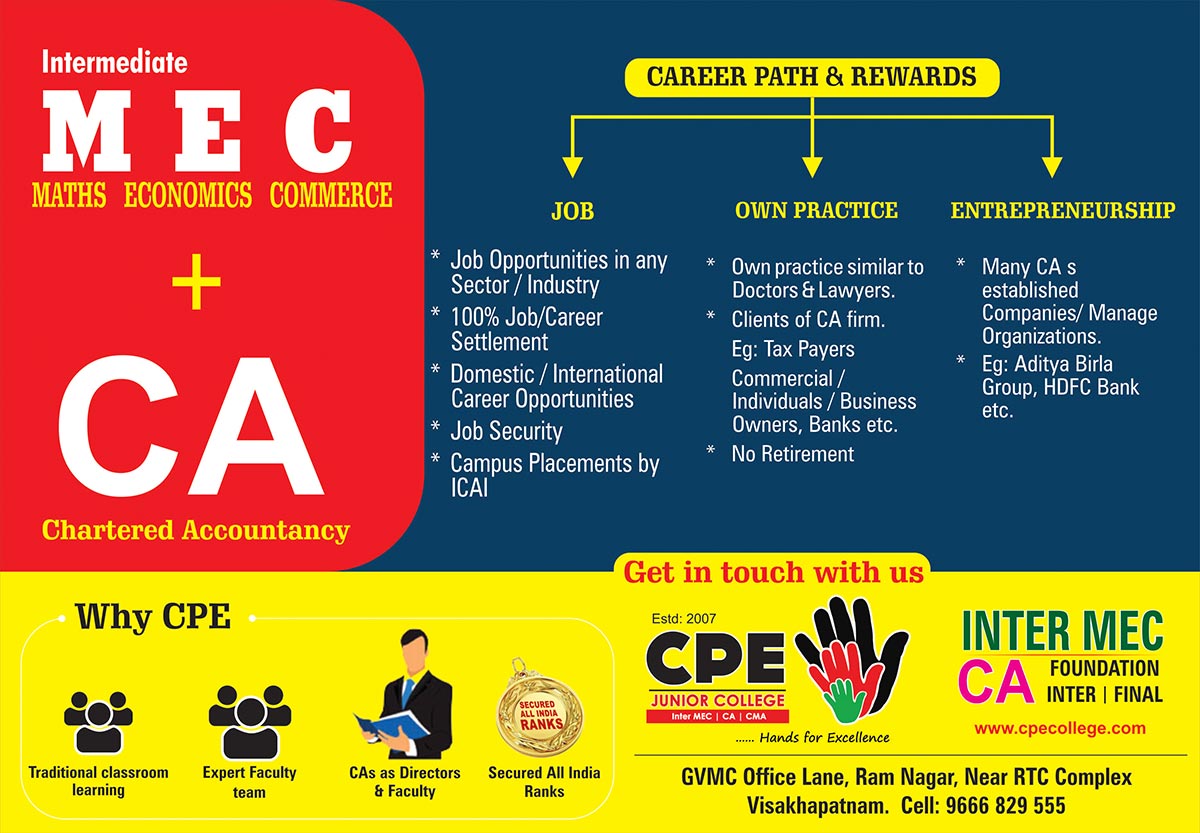 Intermediate
M E C
MATHS ECONOMICS COMMERCE
+
CA
Chartered Accountancy
CAREER PATH & REWARDS
JOB
* Job Opportunities in any
Sector / Industry
* 100% Job/Career
Settlement
* Domestic / International
Career Opportunities
* Job Security
* Campus Placements by
ICAI
OWN PRACTICE
* Own practice similar to
Doctors & Lawyers.
* Clients of CA firm.
Eg: Tax Payers
Commercial /
Individuals / Business
Owners, Banks etc.
* No Retirement
ENTREPRENEURSHIP
* Many CA s
established
Companies/ Manage
Organizations.
* Eg: Aditya Birla
Group, HDFC Bank
etc.
Why CPE
Traditional classroom
learning
Expert Faculty
team
CAs as Directors
& Faculty
SECURED
ALL INDIA
RANKS
Secured All India
Ranks
Get in touch with us
Estd: 2007
CPE
JUNIOR COLLEGE
Inter MEC | CA | CMA
...... Hands for Excellence
INTER MEC
CA FOUNDATION
INTER | FINAL
www.cpecollege.com
GVMC Office Lane, Ram Nagar, Near RTC Complex
Visakhapatnam. Cell: 9666 829 555